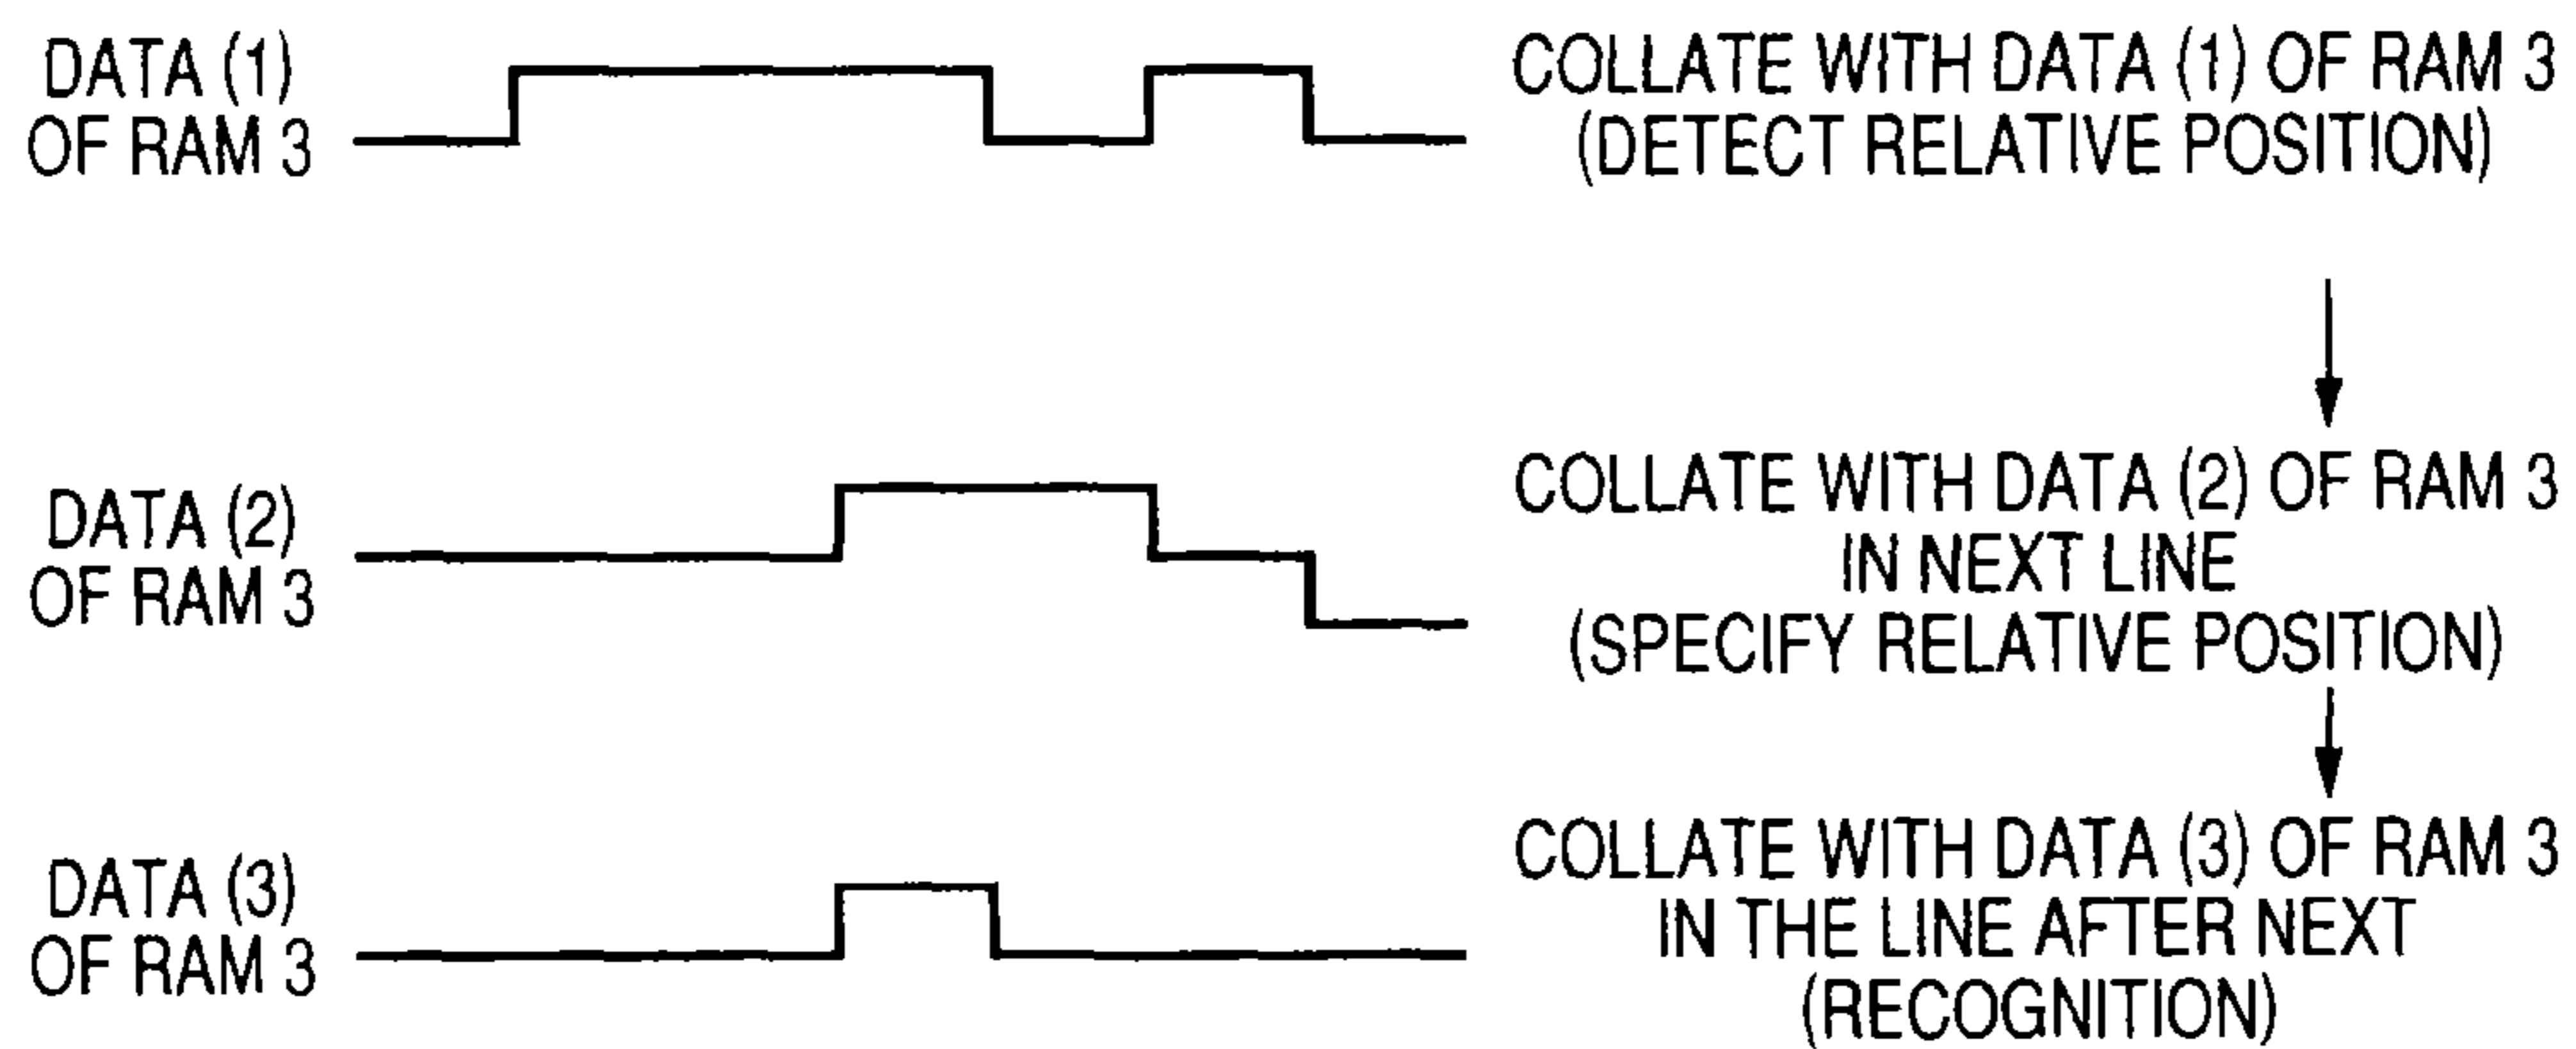 DATA (1)
OF RAM 3
COLLATE WITH DATA (1) OF RAM 3
(DETECT RELATIVE POSITION)
DATA (2)
OF RAM 3
COLLATE WITH DATA (2) OF RAM 3
IN NEXT LINE
(SPECIFY RELATIVE POSITION)
DATA (3)
OF RAM 3
COLLATE WITH DATA (3) OF RAM 3
IN THE LINE AFTER NEXT
(RECOGNITION)